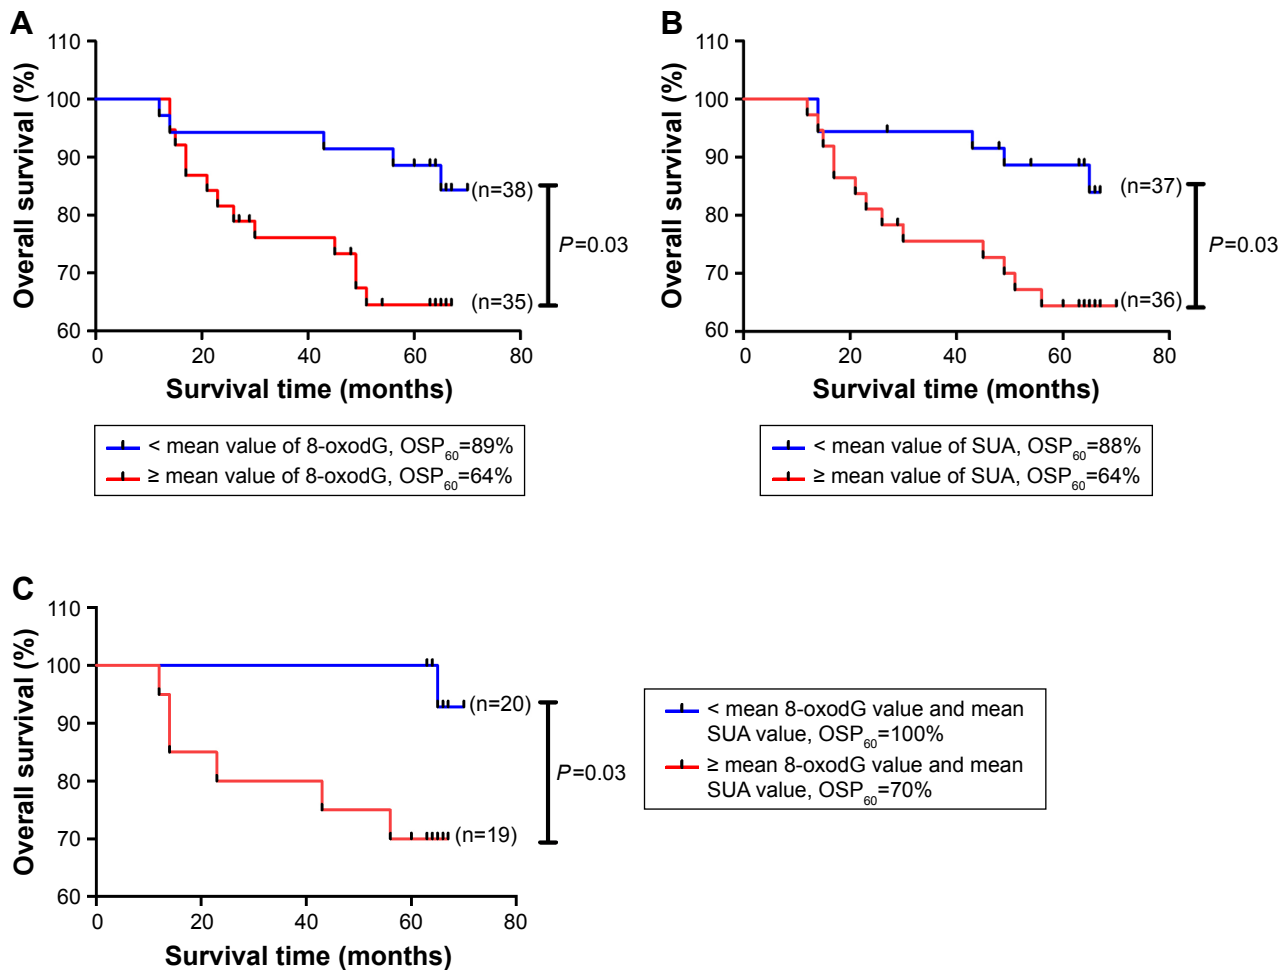 A
Overall survival (%)
110
100
90
80
70
60
0
20
40
60
80
Survival time (months)
(n=38)
(n=35)
P=0.03
< mean value of 8-oxodG, OSP60=89%
≥ mean value of 8-oxodG, OSP60=64%
B
Overall survival (%)
110
100
90
80
70
60
0
20
40
60
80
Survival time (months)
(n=37)
(n=36)
P=0.03
< mean value of SUA, OSP60=88%
≥ mean value of SUA, OSP60=64%
C
Overall survival (%)
110
100
90
80
70
60
0
20
40
60
80
Survival time (months)
(n=20)
(n=19)
P=0.03
< mean 8-oxodG value and mean
SUA value, OSP60=100%
≥ mean 8-oxodG value and mean
SUA value, OSP60=70%